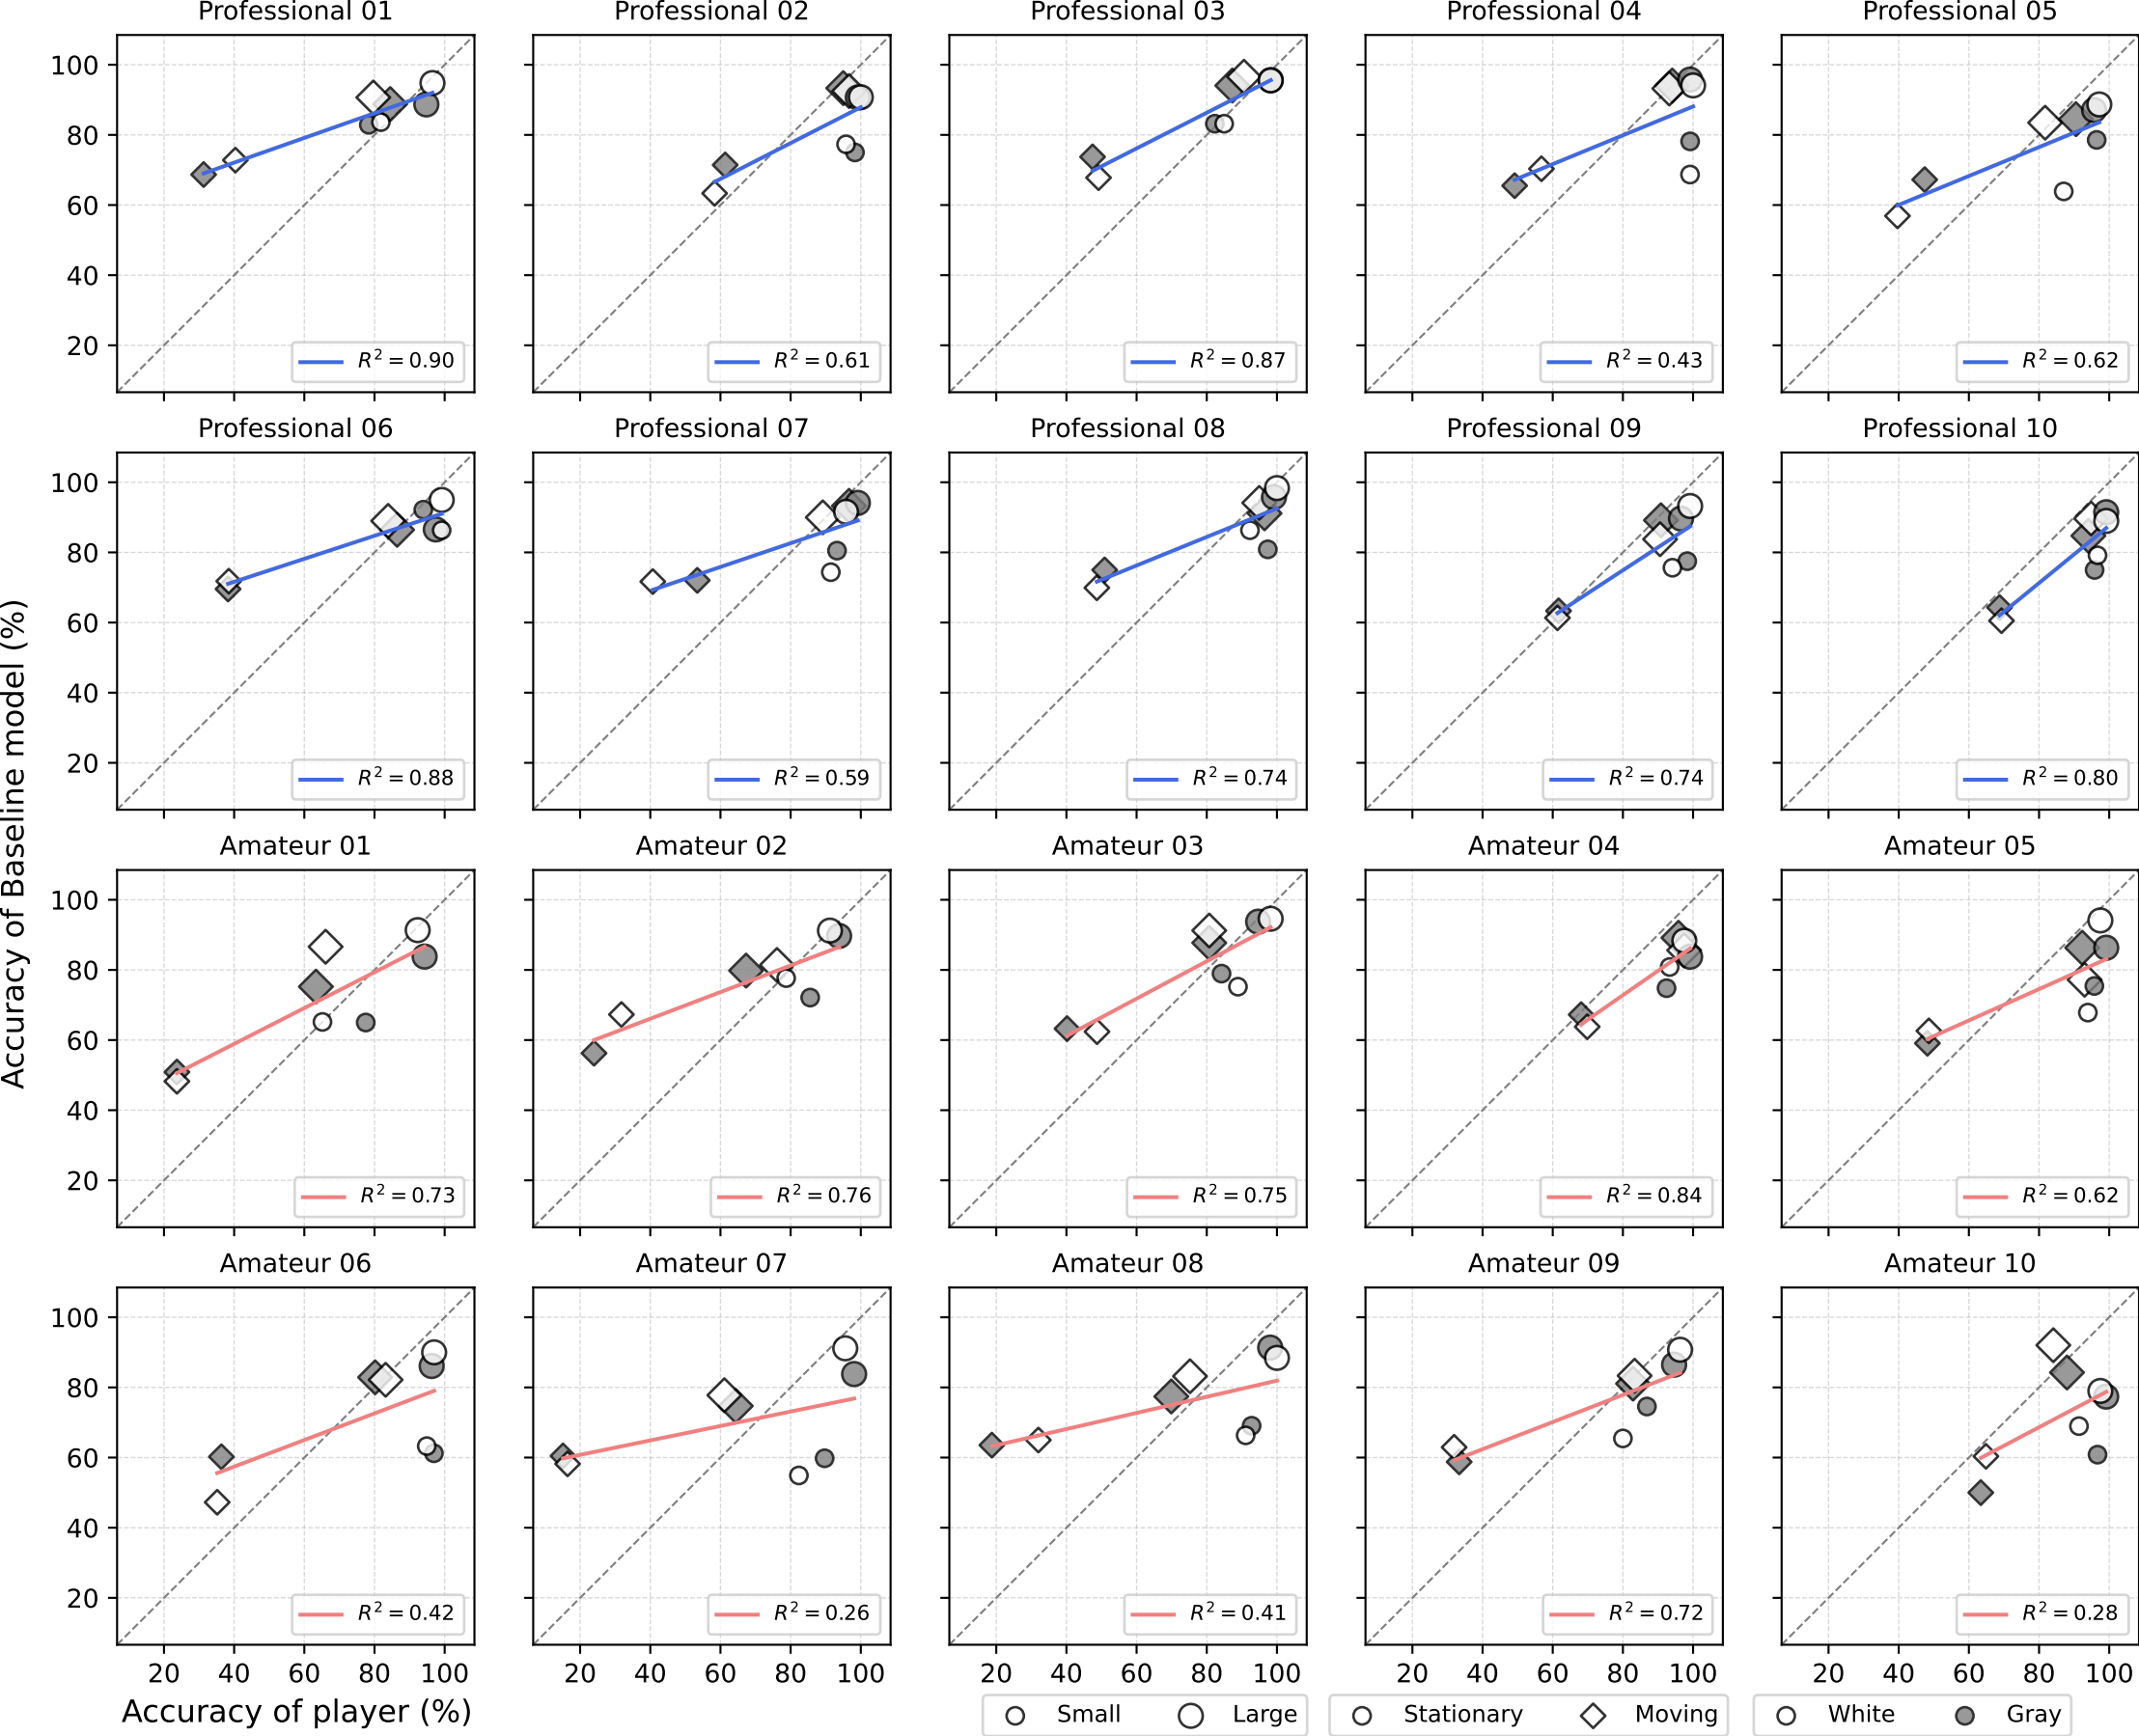 Professional 01 Professional 02 Professional 03 Professional 04 Professional 05
100
80
60
40
20
R² = 0.90 R² = 0.61 R² = 0.87 R² = 0.43 R² = 0.62
Professional 06 Professional 07 Professional 08 Professional 09 Professional 10
100
80
60
40
20
R² = 0.88 R² = 0.59 R² = 0.74 R² = 0.74 R² = 0.80
Accuracy of Baseline model (%)
Amateur 01 Amateur 02 Amateur 03 Amateur 04 Amateur 05
100
80
60
40
20
R² = 0.73 R² = 0.76 R² = 0.75 R² = 0.84 R² = 0.62
Amateur 06 Amateur 07 Amateur 08 Amateur 09 Amateur 10
100
80
60
40
20
R² = 0.42 R² = 0.26 R² = 0.41 R² = 0.72 R² = 0.28
20 40 60 80 100 20 40 60 80 100 20 40 60 80 100 20 40 60 80 100 20 40 60 80 100
Accuracy of player (%)
Small Large Stationary Moving White Gray